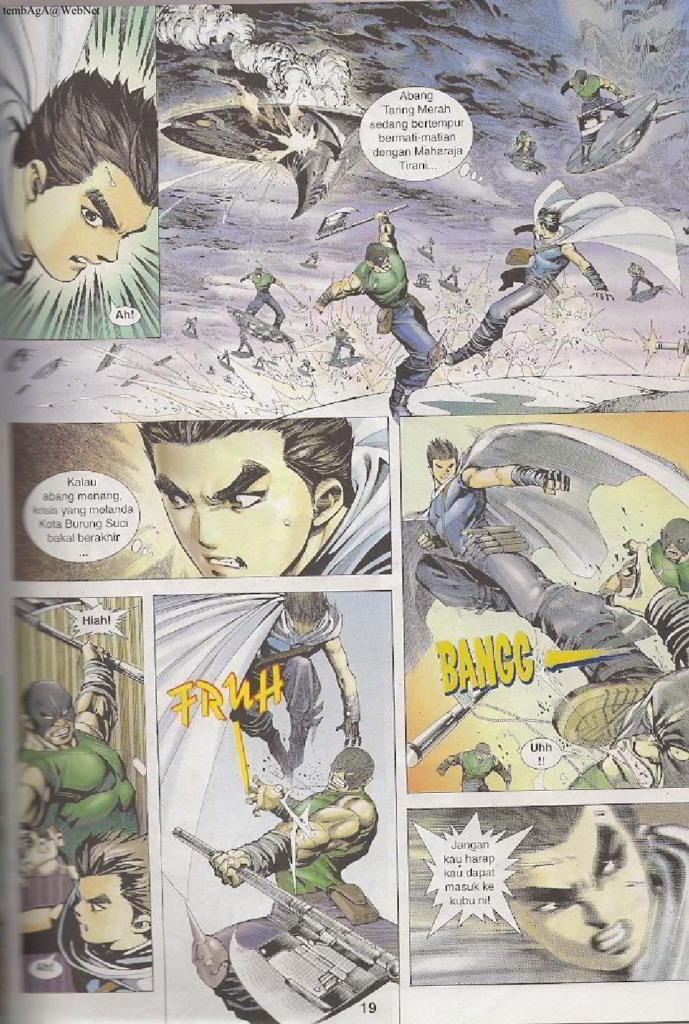 tembAgA@WebNet
Ah!
Abang
Taring Merah
sedang bertempur
bermati-matian
dengan Maharaja
Tirani...
Kalau
abang menang,
krisis yang melanda
Kota Burung Suci
bakal berakhir
...
BANGG
Uhh
!!
Hiah!
Ah!
FRUH
Jangan
kau harap
kau dapat
masuk ke
kubu ni!
19